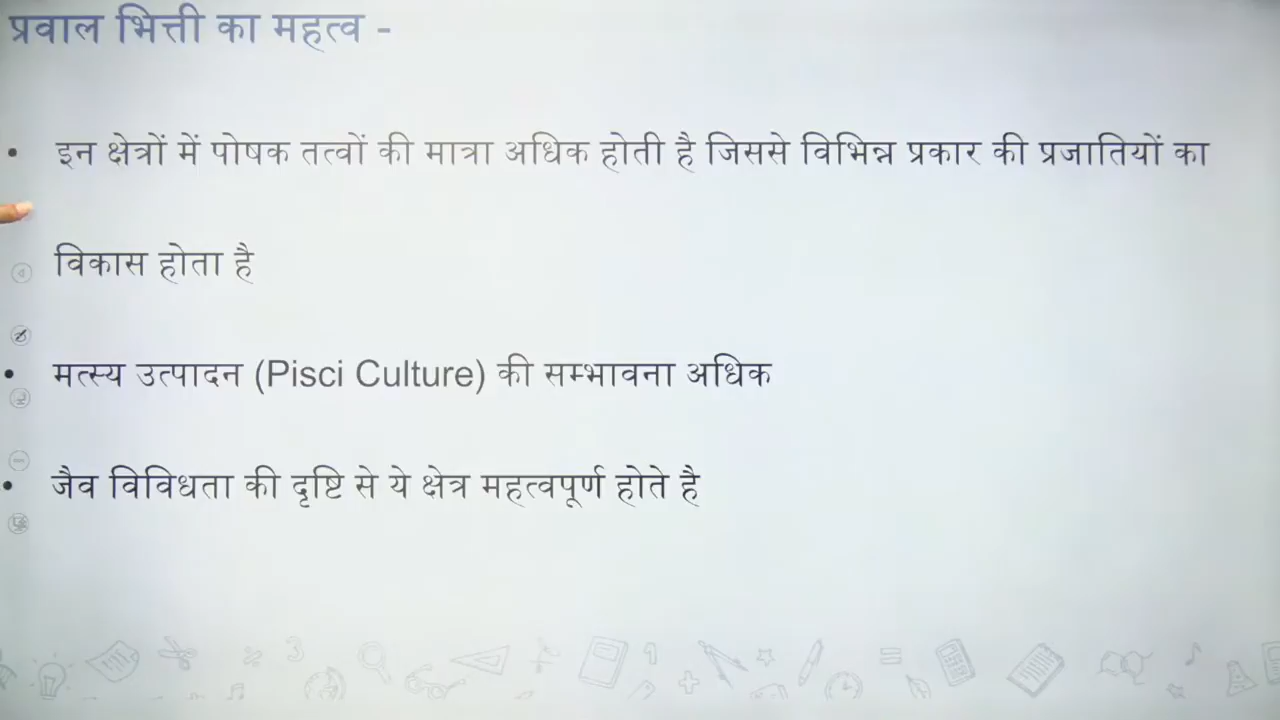 प्रवाल भित्ती का महत्व -
• इन क्षेत्रों में पोषक तत्वों की मात्रा अधिक होती है जिससे विभिन्न प्रकार की प्रजातियों का
विकास होता है
• मत्स्य उत्पादन (Pisci Culture) की सम्भावना अधिक
• जैव विविधता की दृष्टि से ये क्षेत्र महत्वपूर्ण होते है